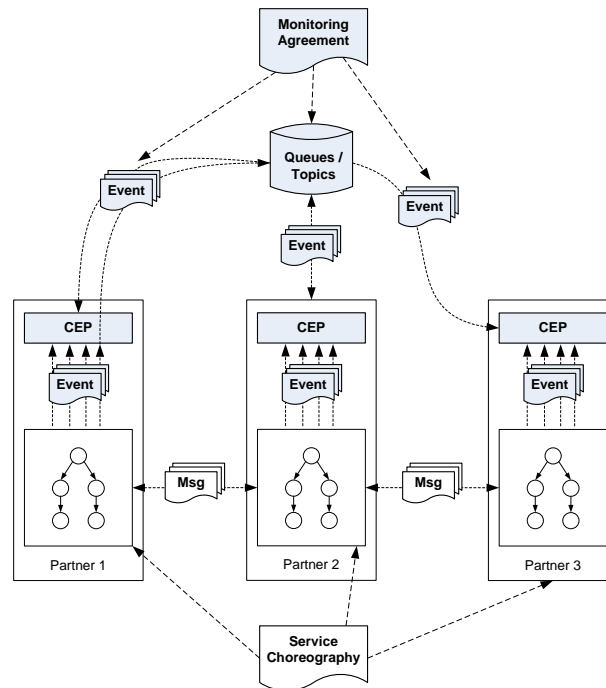 Monitoring
Agreement
Queues /
Topics
Event
Event
Event
CEP
CEP
CEP
Event
Event
Event
Msg
Msg
Partner 1
Partner 2
Partner 3
Service
Choreography